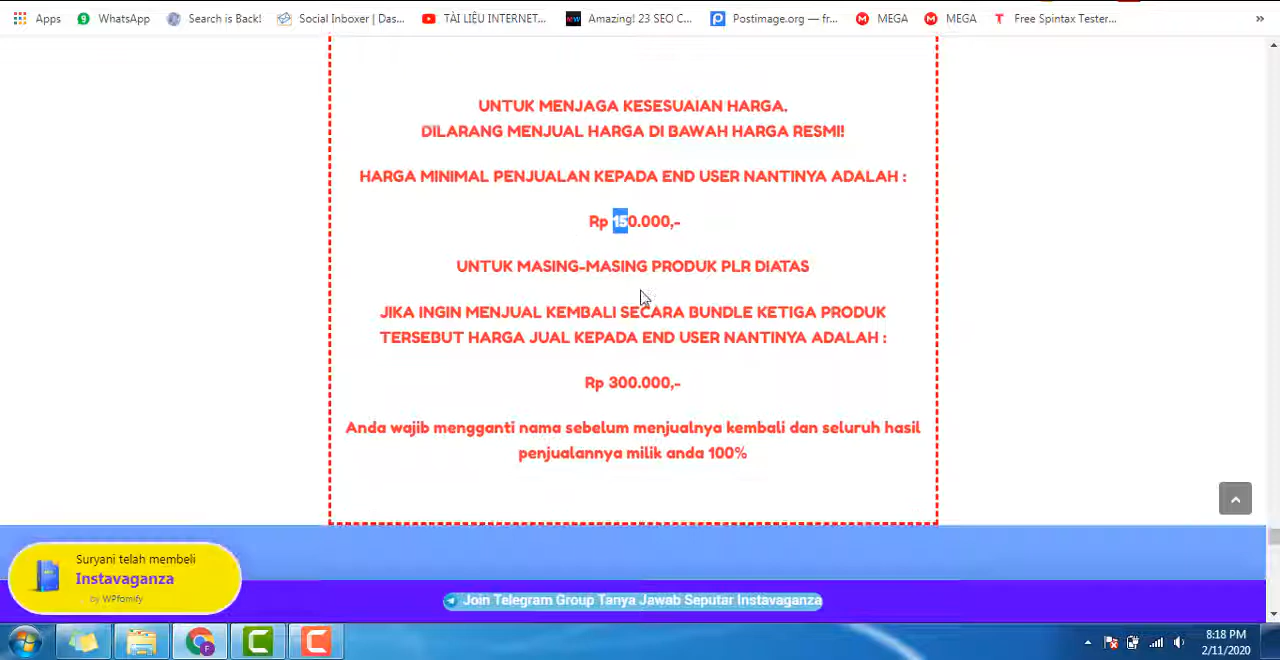 Apps WhatsApp Search is Back! Social Inboxer | Das... TÀI LIỆU INTERNET... Amazing! 23 SEO C... Postimage.org — fr... MEGA MEGA Free Spintax Tester... »
UNTUK MENJAGA KESESUAIAN HARGA.
DILARANG MENJUAL HARGA DI BAWAH HARGA RESMI!
HARGA MINIMAL PENJUALAN KEPADA END USER NANTINYA ADALAH :
Rp 150.000,-
UNTUK MASING-MASING PRODUK PLR DIATAS
JIKA INGIN MENJUAL KEMBALI SECARA BUNDLE KETIGA PRODUK
TERSEBUT HARGA JUAL KEPADA END USER NANTINYA ADALAH :
Rp 300.000,-
Anda wajib mengganti nama sebelum menjualnya kembali dan seluruh hasil
penjualannya milik anda 100%
Suryani telah membeli
Instavaganza
by WPfomify
Join Telegram Group Tanya Jawab Seputar Instavaganza
8:18 PM
2/11/2020